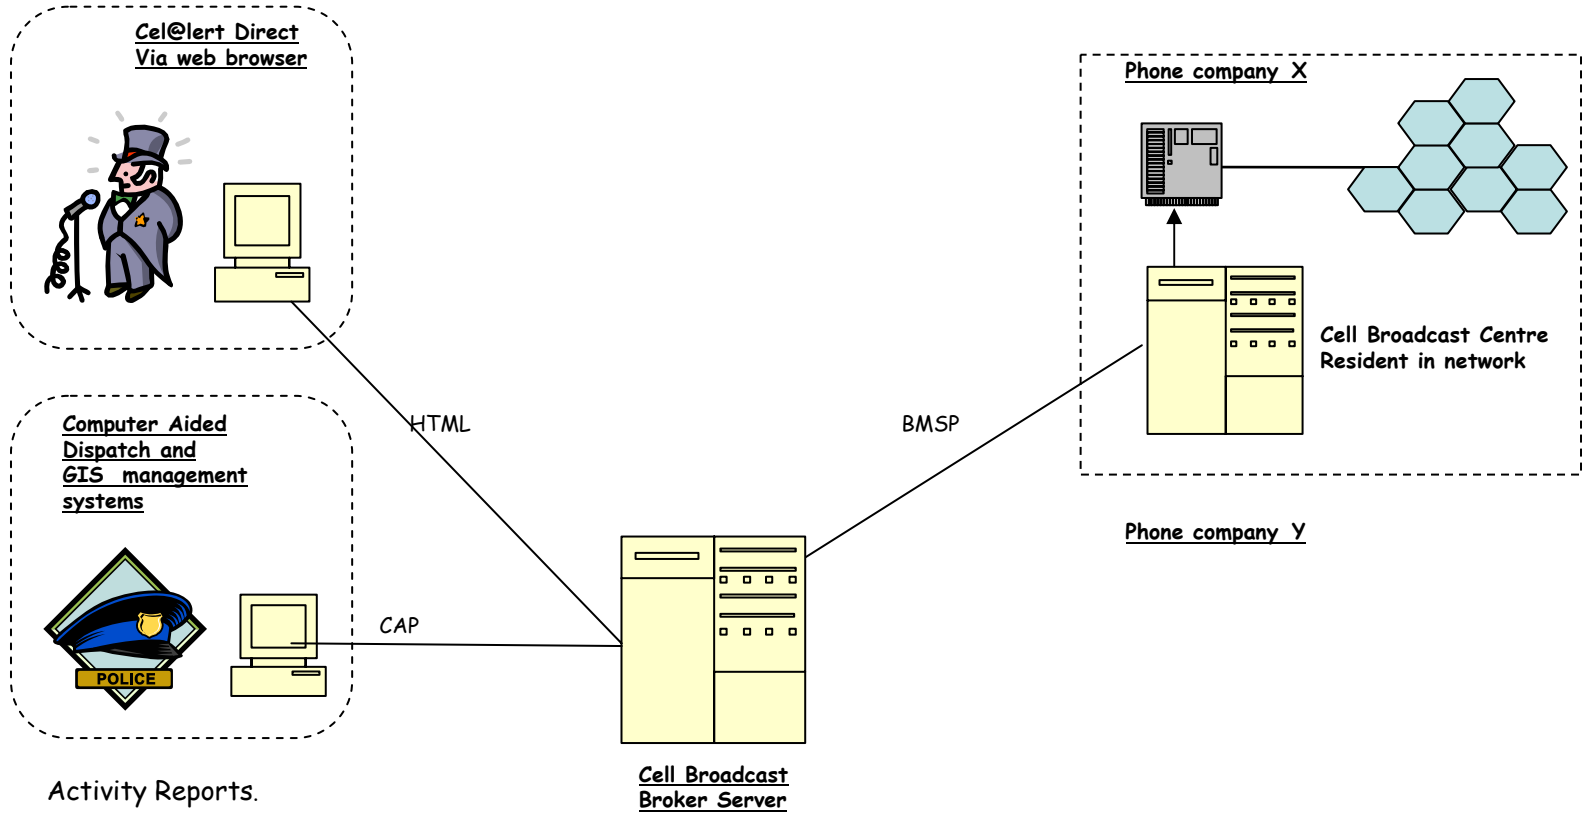 Cel@lert Direct
Via web browser
Phone company X
Cell Broadcast Centre
Resident in network
Computer Aided
Dispatch and
GIS management
systems
HTML
BMSP
Phone company Y
CAP
POLICE
Cell Broadcast
Broker Server
Activity Reports.